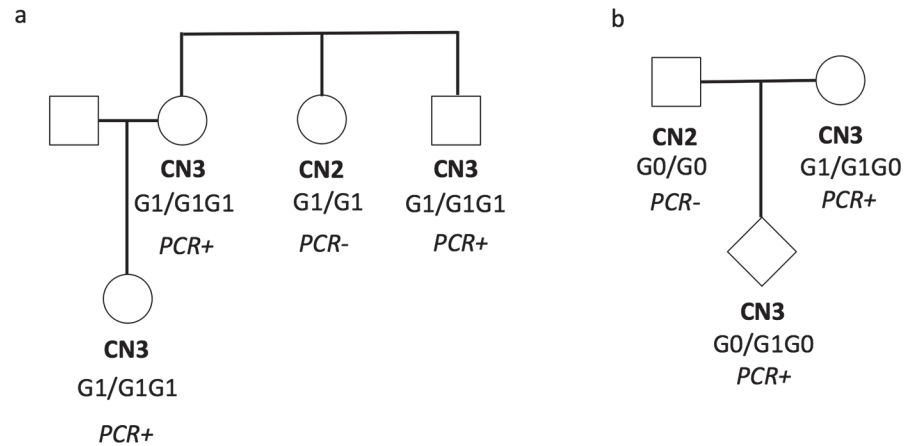 a
CN3
G1/G1G1
PCR+
CN2
G1/G1
PCR-
CN3
G1/G1G1
PCR+
CN3
G1/G1G1
PCR+
b
CN2
G0/G0
PCR-
CN3
G1/G1G0
PCR+
CN3
G0/G1G0
PCR+